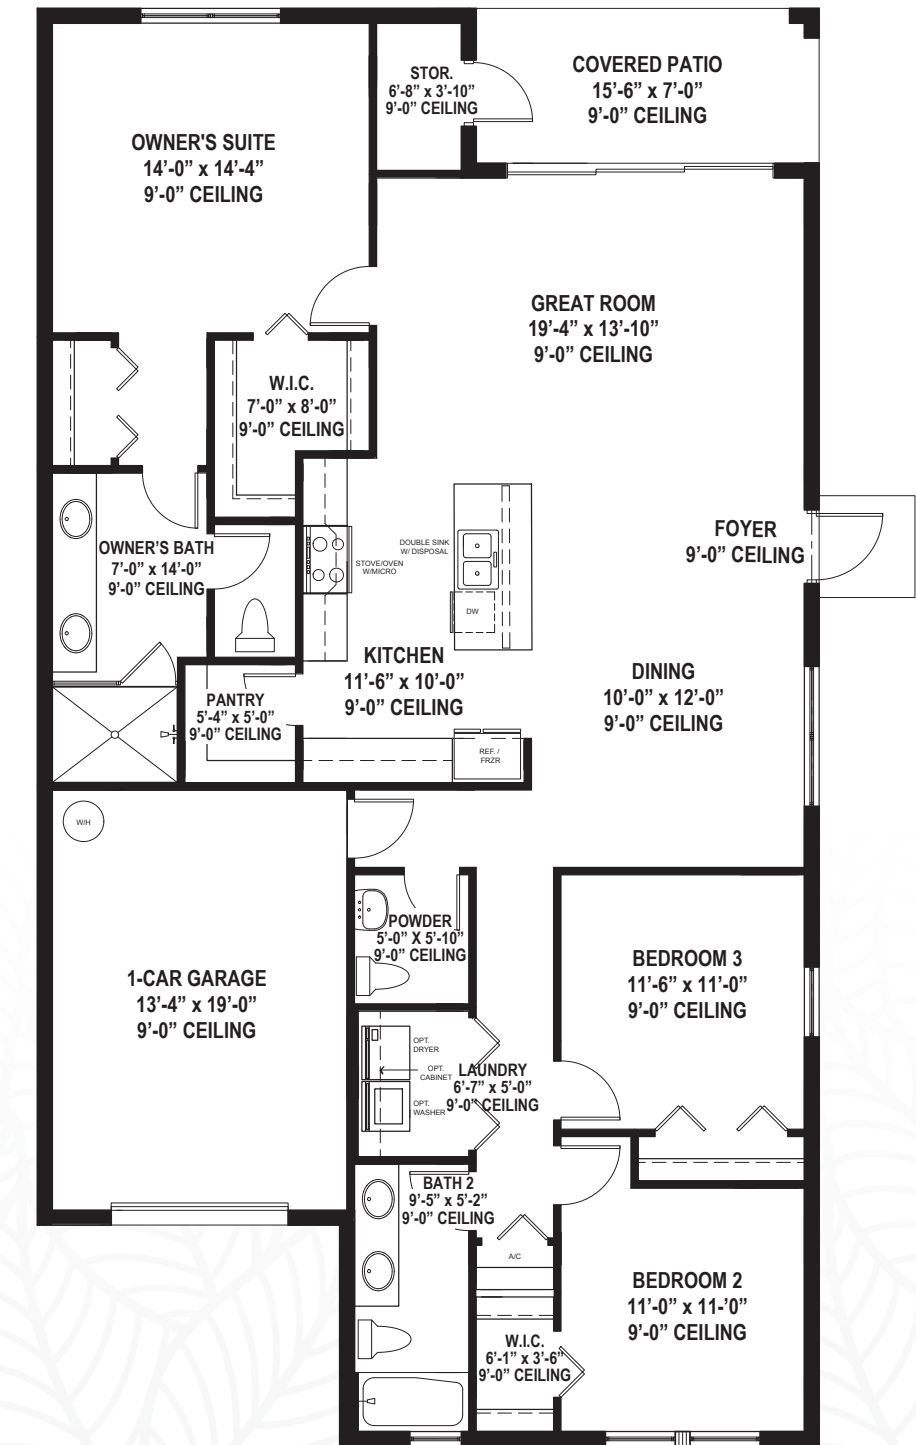 STOR.
6'-8” x 3'-10”
9'-0” CEILING
COVERED PATIO
15'-6” x 7'-0”
9'-0” CEILING
OWNER'S SUITE
14’-0” x 14’-4”
9’-0” CEILING
GREAT ROOM
19’-4” x 13’-10”
9’-0” CEILING
W.I.C.
7’-0” x 8’-0”
9’-0” CEILING
FOYER
9’-0” CEILING
DOUBLE SINK
W/ DISPOSAL
STOVE/OVEN
W/MICRO
DW
OWNER’S BATH
7’-0” x 14’-0”
9’-0” CEILING
KITCHEN
11’-6” x 10’-0”
9’-0” CEILING
DINING
10’-0” x 12’-0”
9’-0” CEILING
PANTRY
5’-4” x 5’-0”
9’-0” CEILING
REF. /
FRZR
W/H
POWDER
5’-0” X 5’-10”
9’-0” CEILING
1-CAR GARAGE
13’-4” x 19’-0”
9’-0” CEILING
BEDROOM 3
11’-6” x 11’-0”
9’-0” CEILING
OPT.
DRYER
OPT.
CABINET
OPT.
WASHER
LAUNDRY
6’-7” x 5’-0”
9’-0” CEILING
BATH 2
9’-5” x 5’-2”
9’-0” CEILING
A/C
BEDROOM 2
11’-0” x 11-’0”
9’-0” CEILING
W.I.C.
6’-1” x 3’-6”
9’-0” CEILING